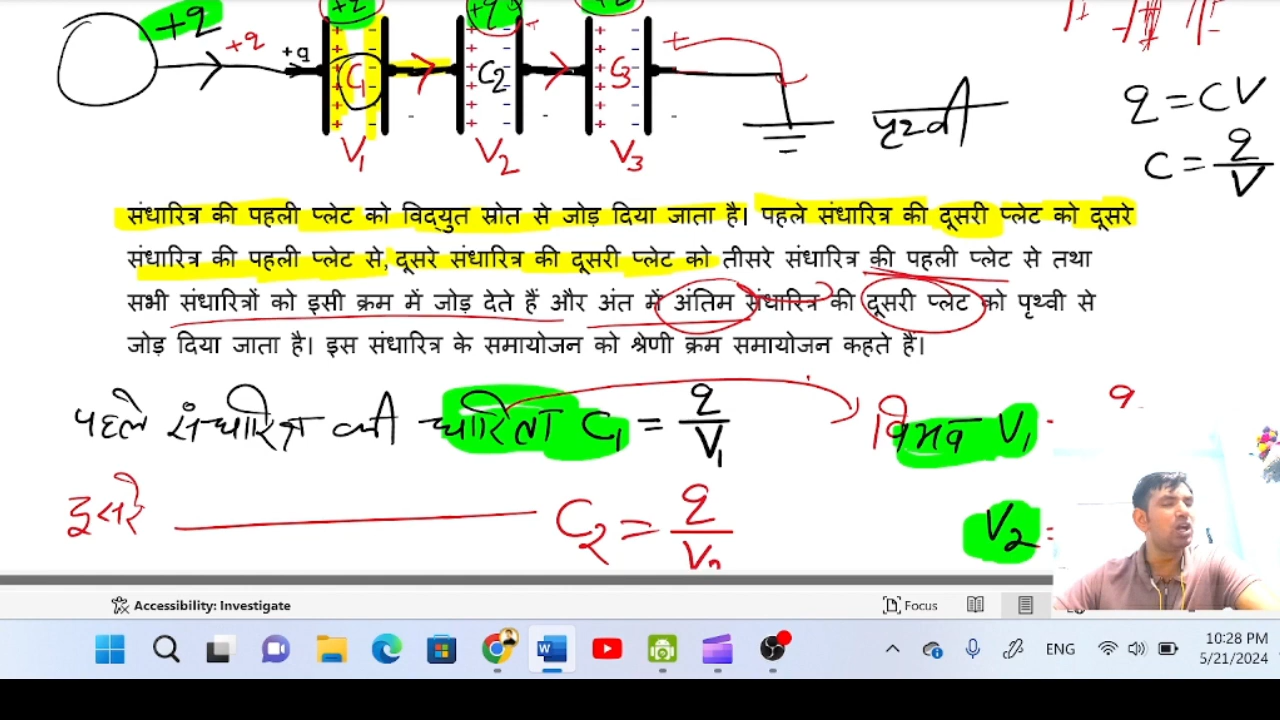 +q +q +q
+q +q C1 C2 C3 +
V1 V2 V3 पृथ्वी
q = CV
C = q/V
संधारित्र की पहली प्लेट को विद्युत स्रोत से जोड़ दिया जाता है। पहले संधारित्र की दूसरी प्लेट को दूसरे
संधारित्र की पहली प्लेट से, दूसरे संधारित्र की दूसरी प्लेट को तीसरे संधारित्र की पहली प्लेट से तथा
सभी संधारित्रों को इसी क्रम में जोड़ देते हैं और अंत में अंतिम संधारित्र की दूसरी प्लेट को पृथ्वी से
जोड़ दिया जाता है। इस संधारित्र के समायोजन को श्रेणी क्रम समायोजन कहते हैं।
पहले संधारित्र की धारिता C1 = q/V1 विभव V1
दूसरे C2 = q/V2 V2 =
Accessibility: Investigate Focus
ENG 10:28 PM
5/21/2024